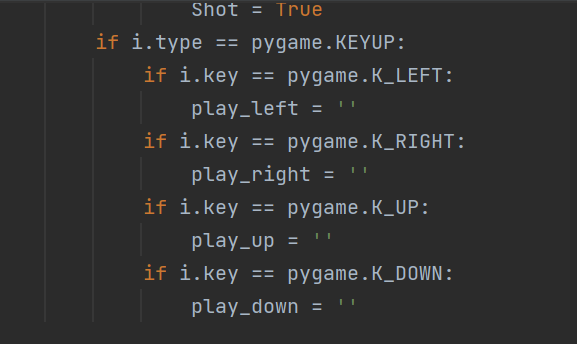 Shot = True
if i.type == pygame.KEYUP:
if i.key == pygame.K_LEFT:
play_left = ''
if i.key == pygame.K_RIGHT:
play_right = ''
if i.key == pygame.K_UP:
play_up = ''
if i.key == pygame.K_DOWN:
play_down = ''